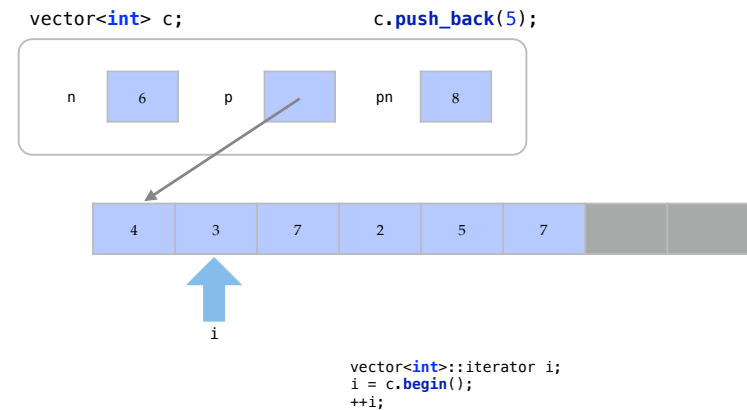 vector<int> c; c.push_back(5);
n 6 p pn 8
4 3 7 2 5 7
i
vector<int>::iterator i;
i = c.begin();
++i;